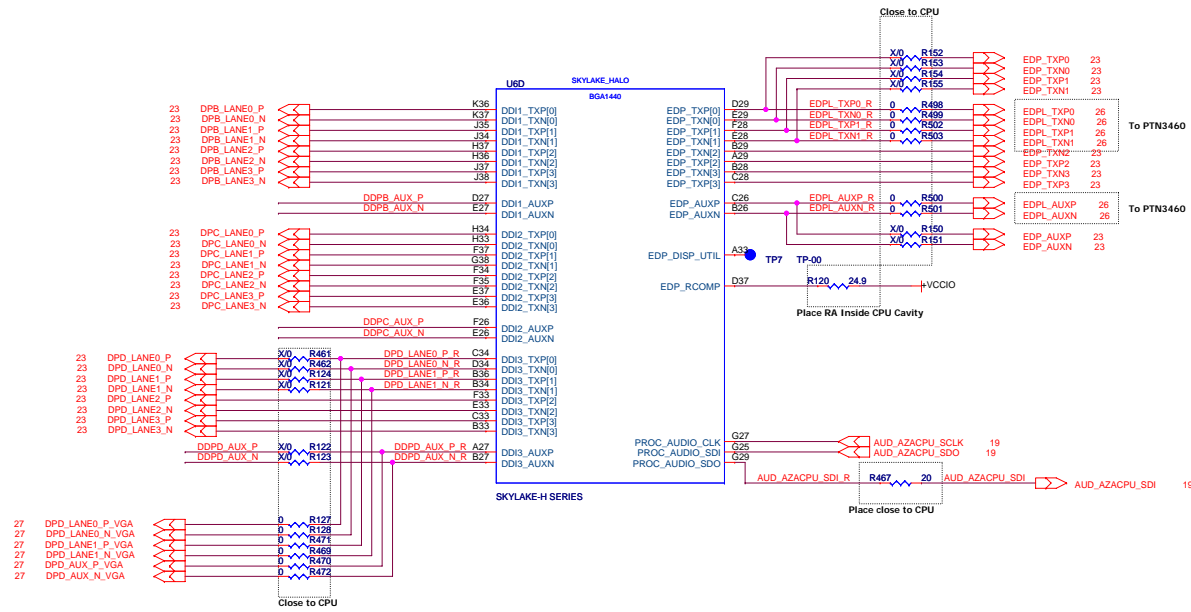 Close to CPU
X/0 R152 EDP_TXP0 23
X/0 R153 EDP_TXN0 23
X/0 R154 EDP_TXP1 23
X/0 R155 EDP_TXN1 23
U6D
SKYLAKE_HALO
BGA1440
23 DPB_LANE0_P K36 DDI1_TXP[0] EDP_TXP[0] D29 EDPL_TXP0_R 0 R498 EDPL_TXP0 26
23 DPB_LANE0_N K37 DDI1_TXN[0] EDP_TXN[0] E29 EDPL_TXN0_R 0 R499 EDPL_TXN0 26
23 DPB_LANE1_P J35 DDI1_TXP[1] EDP_TXP[1] F28 EDPL_TXP1_R 0 R502 EDPL_TXP1 26
To PTN3460
23 DPB_LANE1_N J34 DDI1_TXN[1] EDP_TXN[1] E28 EDPL_TXN1_R 0 R503 EDPL_TXN1 26
23 DPB_LANE2_P H37 DDI1_TXP[2] EDP_TXP[2] B29 EDP_TXN2 23
23 DPB_LANE2_N H36 DDI1_TXN[2] EDP_TXN[2] A29 EDP_TXP2 23
23 DPB_LANE3_P J37 DDI1_TXP[3] EDP_TXN[3] B28 EDP_TXN3 23
23 DPB_LANE3_N J38 DDI1_TXN[3] EDP_TXP[3] C28 EDP_TXP3 23
DDPB_AUX_P D27 DDI1_AUXP EDP_AUXP C26 EDPL_AUXP_R 0 R500 EDPL_AUXP 26
DDPB_AUX_N E27 DDI1_AUXN EDP_AUXN B26 EDPL_AUXN_R 0 R501 EDPL_AUXN 26
To PTN3460
23 DPC_LANE0_P H34 DDI2_TXP[0] X/0 R150 EDP_AUXP 23
23 DPC_LANE0_N H33 DDI2_TXN[0] X/0 R151 EDP_AUXN 23
23 DPC_LANE1_P F37 DDI2_TXP[1] EDP_DISP_UTIL A33 TP7 TP-00
23 DPC_LANE1_N G38 DDI2_TXN[1]
23 DPC_LANE2_P F34 DDI2_TXP[2]
23 DPC_LANE2_N F35 DDI2_TXN[2] EDP_RCOMP D37 R120 24.9 +VCCIO
23 DPC_LANE3_P E37 DDI2_TXP[3]
23 DPC_LANE3_N E36 DDI2_TXN[3]
Place RA Inside CPU Cavity
DDPC_AUX_P F26 DDI2_AUXP
DDPC_AUX_N E26 DDI2_AUXN
23 DPD_LANE0_P X/0 R461 DPD_LANE0_P_R C34 DDI3_TXP[0]
23 DPD_LANE0_N X/0 R462 DPD_LANE0_N_R D34 DDI3_TXN[0]
23 DPD_LANE1_P X/0 R124 DPD_LANE1_P_R B36 DDI3_TXP[1]
23 DPD_LANE1_N X/0 R121 DPD_LANE1_N_R B34 DDI3_TXN[1]
23 DPD_LANE2_P F33 DDI3_TXP[2]
23 DPD_LANE2_N E33 DDI3_TXN[2]
23 DPD_LANE3_P C33 DDI3_TXP[3]
23 DPD_LANE3_N B33 DDI3_TXN[3]
PROC_AUDIO_CLK G27 AUD_AZACPU_SCLK 19
DDPD_AUX_P X/0 R122 DDPD_AUX_P_R A27 DDI3_AUXP PROC_AUDIO_SDI G25 AUD_AZACPU_SDO 19
DDPD_AUX_N X/0 R123 DDPD_AUX_N_R B27 DDI3_AUXN PROC_AUDIO_SDO G29
AUD_AZACPU_SDI_R R467 20 AUD_AZACPU_SDI AUD_AZACPU_SDI 19
SKYLAKE-H SERIES
Place close to CPU
27 DPD_LANE0_P_VGA 0 R127
27 DPD_LANE0_N_VGA 0 R128
27 DPD_LANE1_P_VGA 0 R471
27 DPD_LANE1_N_VGA 0 R469
27 DPD_AUX_P_VGA 0 R470
27 DPD_AUX_N_VGA 0 R472
Close to CPU